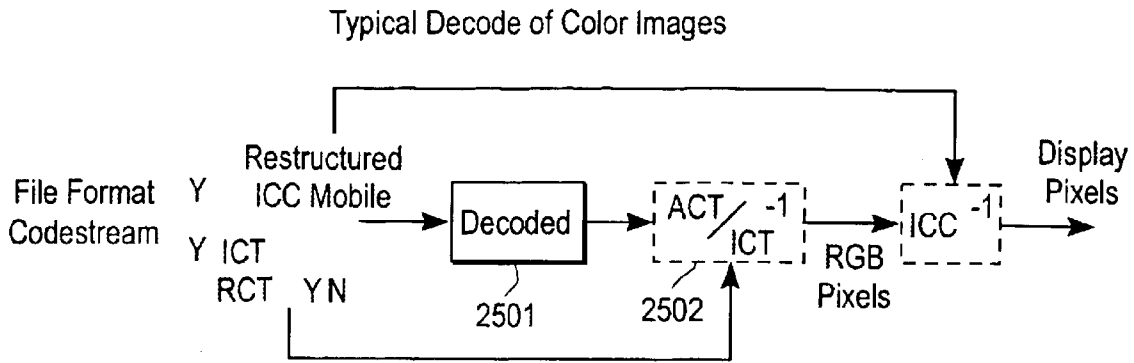 Typical Decode of Color Images
File Format
Codestream
Y
Restructured
ICC Mobile
Y ICT
RCT Y N
Decoded
2501
ACT/ICT -1
2502
RGB
Pixels
ICC -1
Display
Pixels